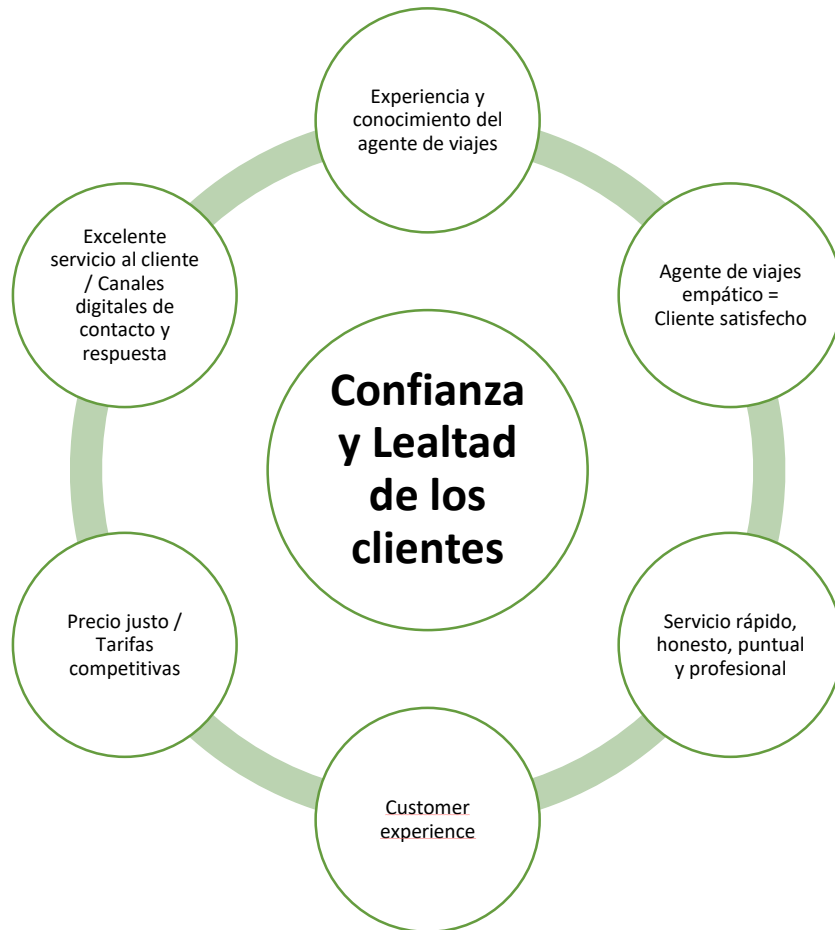 Experiencia y
conocimiento del
agente de viajes
Agente de viajes
empático =
Cliente satisfecho
Servicio rápido,
honesto, puntual
y profesional
Customer
experience
Precio justo /
Tarifas
competitivas
Excelente
servicio al cliente
/ Canales
digitales de
contacto y
respuesta
Confianza
y Lealtad
de los
clientes